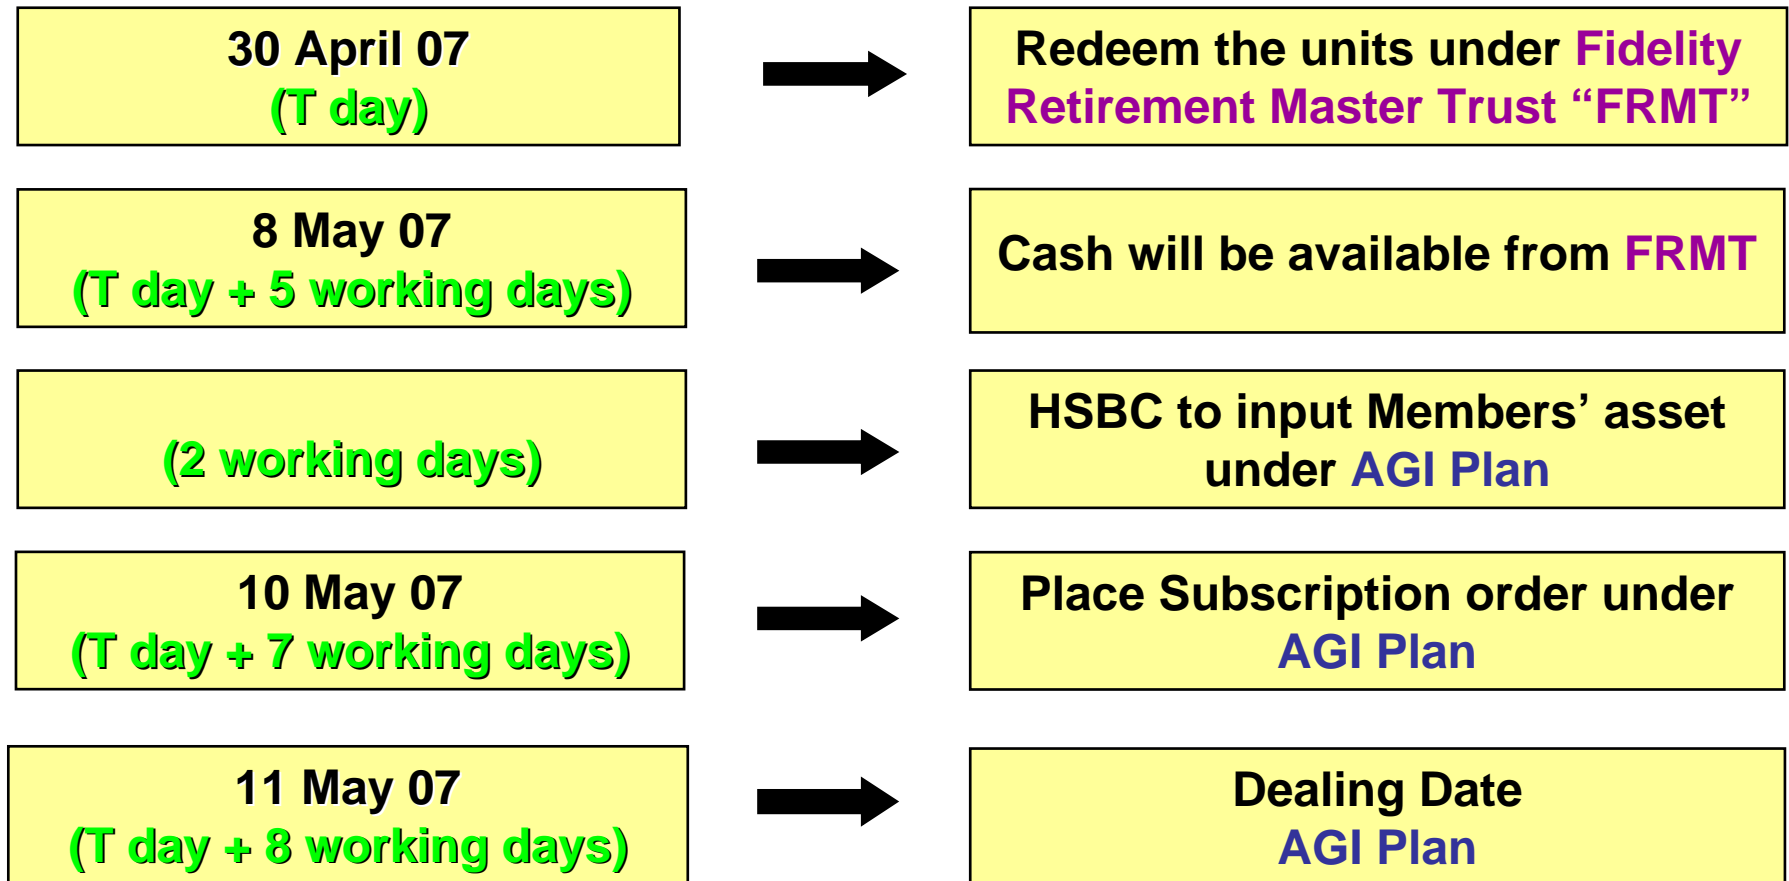 30 April 07
(T day)
Redeem the units under Fidelity
Retirement Master Trust “FRMT”
8 May 07
(T day + 5 working days)
Cash will be available from FRMT
(2 working days)
HSBC to input Members’ asset
under AGI Plan
10 May 07
(T day + 7 working days)
Place Subscription order under
AGI Plan
11 May 07
(T day + 8 working days)
Dealing Date
AGI Plan